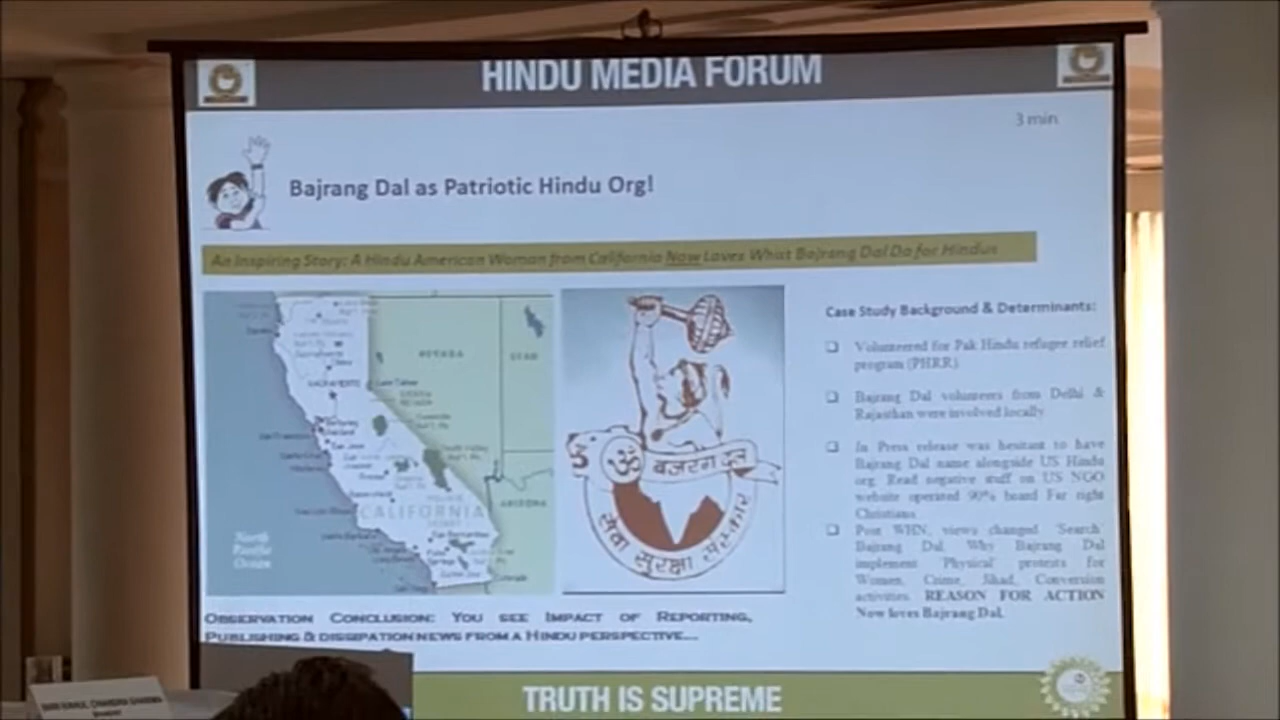 HINDU MEDIA FORUM
3 min
Bajrang Dal as Patriotic Hindu Org!
An Inspiring Story: A Hindu American Woman from California Now Loves What Bajrang Dal Do for Hindus
Case Study Background & Determinants:
Volunteered for Pak Hindu refugee relief
program (PHRR)
Bajrang Dal volunteers from Delhi &
Rajasthan were involved locally
In Press release was hesitant to have
Bajrang Dal name alongside US Hindu
org. Read negative stuff on US NGO
website operated 90% board Far right
Christians
Post WHN, views changed 'Search'
Bajrang Dal. Why Bajrang Dal
implement 'Physical' protests for
Women, Crime, Jihad, Conversion
activities. REASON FOR ACTION
Now loves Bajrang Dal.
NEVADA
UTAH
SACRAMENTO
Berkeley
San Jose
CALIFORNIA
ARIZONA
North
Pacific
Ocean
ॐ
बजरंग दल
सेवा सुरक्षा संस्कार
OBSERVATION CONCLUSION: YOU SEE IMPACT OF REPORTING,
PUBLISHING & DISSIPATION NEWS FROM A HINDU PERSPECTIVE...
TRUTH IS SUPREME